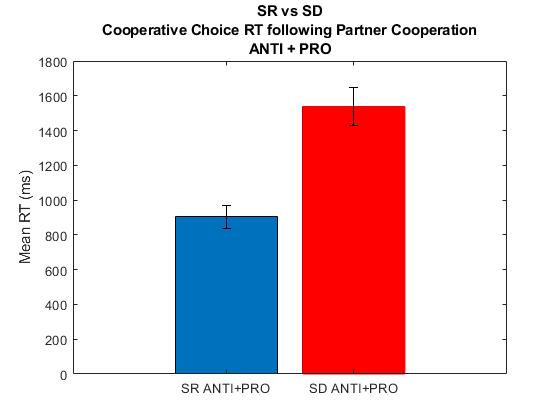 SR vs SD
Cooperative Choice RT following Partner Cooperation
ANTI + PRO
1800
1600
1400
1200
1000
800
600
400
200
0
Mean RT (ms)
SR ANTI+PRO
SD ANTI+PRO